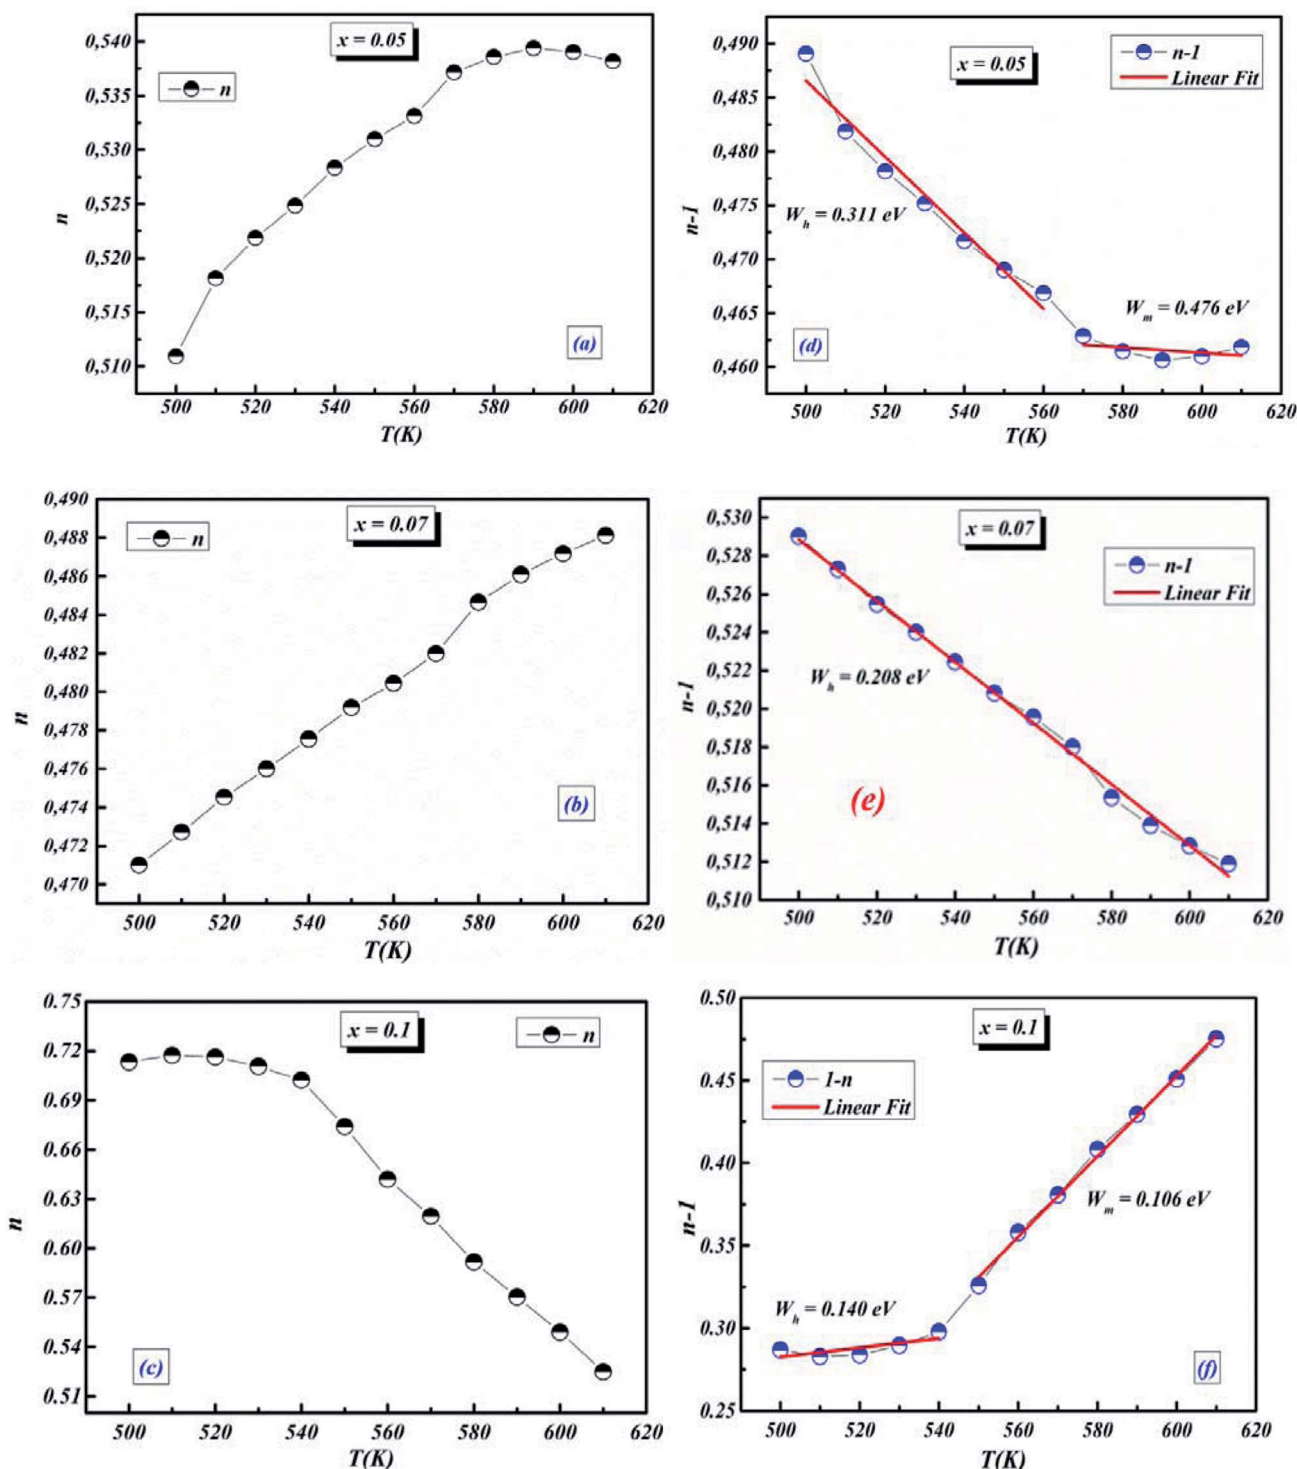 x = 0.05
n
0,540
0,535
0,530
0,525
0,520
0,515
0,510
n
(a)
500 520 540 560 580 600 620
T(K)
x = 0.05
n-1
Linear Fit
0,490
0,485
0,480
0,475
0,470
0,465
0,460
n-1
W_h = 0.311 eV
W_m = 0.476 eV
(d)
500 520 540 560 580 600 620
T(K)
x = 0.07
n
0,490
0,488
0,486
0,484
0,482
0,480
0,478
0,476
0,474
0,472
0,470
n
(b)
500 520 540 560 580 600 620
T(K)
x = 0.07
n-1
Linear Fit
0,530
0,528
0,526
0,524
0,522
0,520
0,518
0,516
0,514
0,512
0,510
n-1
W_h = 0.208 eV
(e)
500 520 540 560 580 600 620
T(K)
x = 0.1
n
0.75
0.72
0.69
0.66
0.63
0.60
0.57
0.54
0.51
n
(c)
500 520 540 560 580 600 620
T(K)
x = 0.1
1-n
Linear Fit
0.50
0.45
0.40
0.35
0.30
0.25
n-1
W_m = 0.106 eV
W_h = 0.140 eV
(f)
500 520 540 560 580 600 620
T(K)